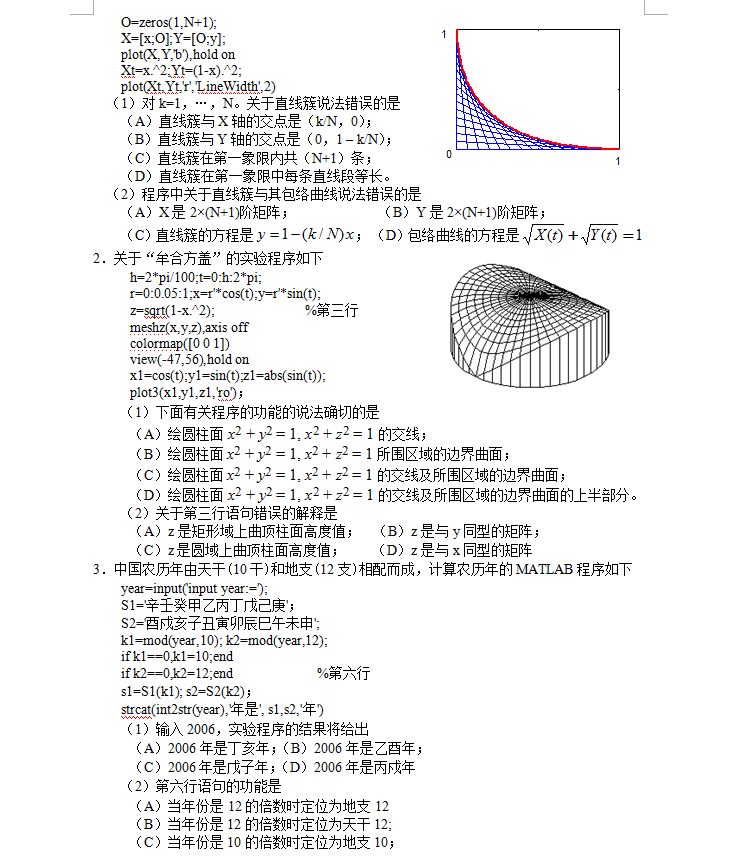 O=zeros(1,N+1);
X=[x;O];Y=[O;y];
plot(X,Y,'b'),hold on
Xt=x.^2;Yt=(1-x).^2;
plot(Xt,Yt,'r','LineWidth',2)
1
0
1
（1）对 k=1，…，N。关于直线簇说法错误的是
（A）直线簇与 X 轴的交点是（k/N，0）；
（B）直线簇与 Y 轴的交点是（0，1 – k/N）；
（C）直线簇在第一象限内共（N+1）条；
（D）直线簇在第一象限中每条直线段等长。
（2）程序中关于直线簇与其包络曲线说法错误的是
（A）X 是 2×(N+1)阶矩阵； （B）Y 是 2×(N+1)阶矩阵；
（C）直线簇的方程是 y = 1 − (k / N)x； （D）包络曲线的方程是 √X(t) + √Y(t) = 1
2．关于“牟合方盖”的实验程序如下
h=2*pi/100;t=0:h:2*pi;
r=0:0.05:1;x=r'*cos(t);y=r'*sin(t);
z=sqrt(1-x.^2); %第三行
meshz(x,y,z),axis off
colormap([0 0 1])
view(-47,56),hold on
x1=cos(t);y1=sin(t);z1=abs(sin(t));
plot3(x1,y1,z1,'ro')；
（1）下面有关程序的功能的说法确切的是
（A）绘圆柱面 x² + y² = 1, x² + z² = 1 的交线；
（B）绘圆柱面 x² + y² = 1, x² + z² = 1 所围区域的边界曲面；
（C）绘圆柱面 x² + y² = 1, x² + z² = 1 的交线及所围区域的边界曲面；
（D）绘圆柱面 x² + y² = 1, x² + z² = 1 的交线及所围区域的边界曲面的上半部分。
（2）关于第三行语句错误的解释是
（A）z 是矩形域上曲顶柱面高度值； （B）z 是与 y 同型的矩阵；
（C）z 是圆域上曲顶柱面高度值； （D）z 是与 x 同型的矩阵
3．中国农历年由天干(10 干)和地支(12 支)相配而成，计算农历年的 MATLAB 程序如下
year=input('input year:=');
S1='辛壬癸甲乙丙丁戊己庚'；
S2='酉戌亥子丑寅卯辰巳午未申';
k1=mod(year,10); k2=mod(year,12);
if k1==0,k1=10;end
if k2==0,k2=12;end %第六行
s1=S1(k1); s2=S2(k2)；
strcat(int2str(year),'年是', s1,s2,'年')
（1）输入 2006，实验程序的结果将给出
（A）2006 年是丁亥年；（B）2006 年是乙酉年；
（C）2006 年是戊子年；（D）2006 年是丙戌年
（2）第六行语句的功能是
（A）当年份是 12 的倍数时定位为地支 12
（B）当年份是 12 的倍数时定位为天干 12;
（C）当年份是 10 的倍数时定位为地支 10；